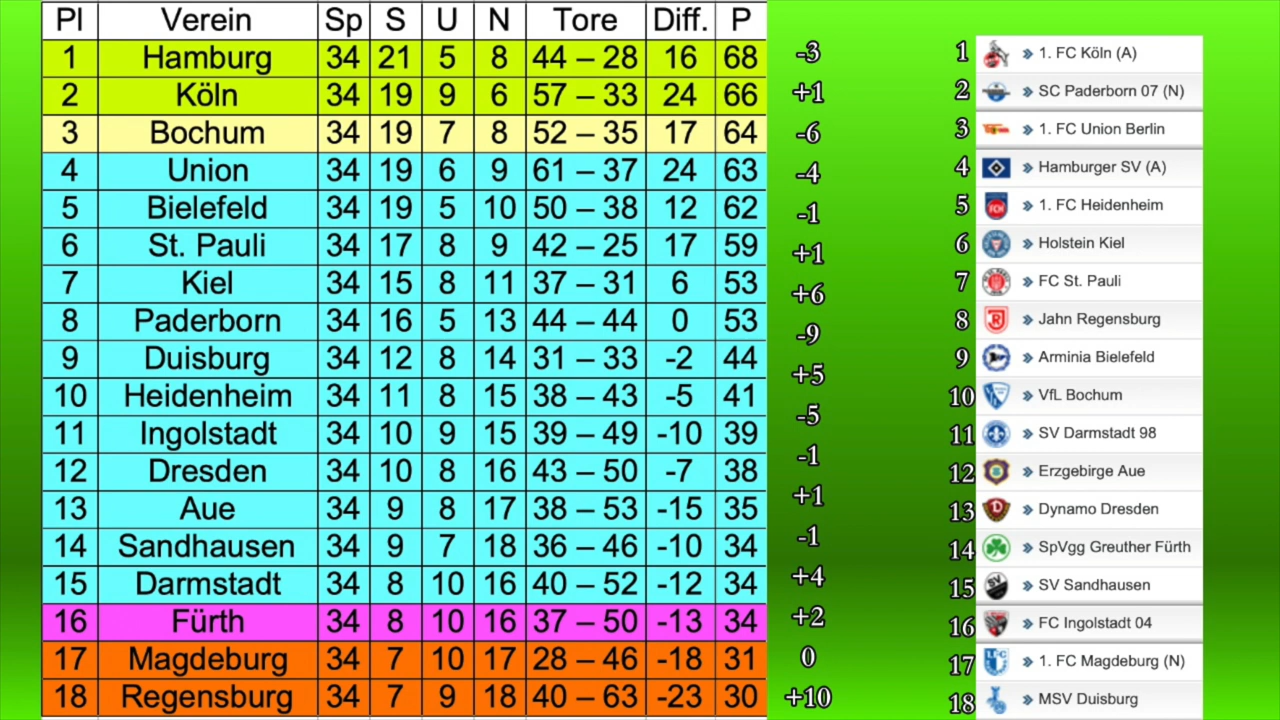 Pl Verein Sp S U N Tore Diff. P
1 Hamburg 34 21 5 8 44 – 28 16 68
2 Köln 34 19 9 6 57 – 33 24 66
3 Bochum 34 19 7 8 52 – 35 17 64
4 Union 34 19 6 9 61 – 37 24 63
5 Bielefeld 34 19 5 10 50 – 38 12 62
6 St. Pauli 34 17 8 9 42 – 25 17 59
7 Kiel 34 15 8 11 37 – 31 6 53
8 Paderborn 34 16 5 13 44 – 44 0 53
9 Duisburg 34 12 8 14 31 – 33 -2 44
10 Heidenheim 34 11 8 15 38 – 43 -5 41
11 Ingolstadt 34 10 9 15 39 – 49 -10 39
12 Dresden 34 10 8 16 43 – 50 -7 38
13 Aue 34 9 8 17 38 – 53 -15 35
14 Sandhausen 34 9 7 18 36 – 46 -10 34
15 Darmstadt 34 8 10 16 40 – 52 -12 34
16 Fürth 34 8 10 16 37 – 50 -13 34
17 Magdeburg 34 7 10 17 28 – 46 -18 31
18 Regensburg 34 7 9 18 40 – 63 -23 30
-3
+1
-6
-4
-1
+1
+6
-9
+5
-5
-1
+1
-1
+4
+2
0
+10
1 » 1. FC Köln (A)
2 » SC Paderborn 07 (N)
3 » 1. FC Union Berlin
4 » Hamburger SV (A)
5 » 1. FC Heidenheim
6 » Holstein Kiel
7 » FC St. Pauli
8 » Jahn Regensburg
9 » Arminia Bielefeld
10 » VfL Bochum
11 » SV Darmstadt 98
12 » Erzgebirge Aue
13 » Dynamo Dresden
14 » SpVgg Greuther Fürth
15 » SV Sandhausen
16 » FC Ingolstadt 04
17 » 1. FC Magdeburg (N)
18 » MSV Duisburg